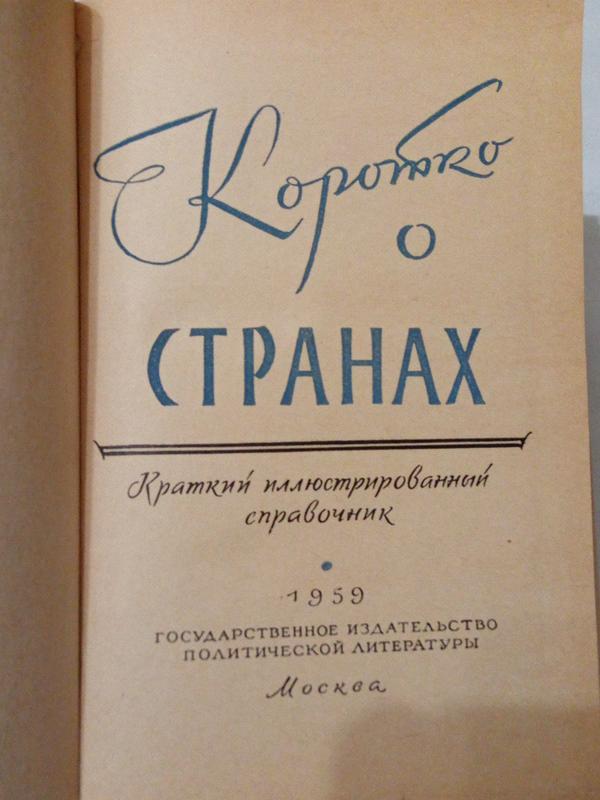 Коротко
о
СТРАНАХ
Краткий иллюстрированный
справочник
1959
ГОСУДАРСТВЕННОЕ ИЗДАТЕЛЬСТВО
ПОЛИТИЧЕСКОЙ ЛИТЕРАТУРЫ
Москва